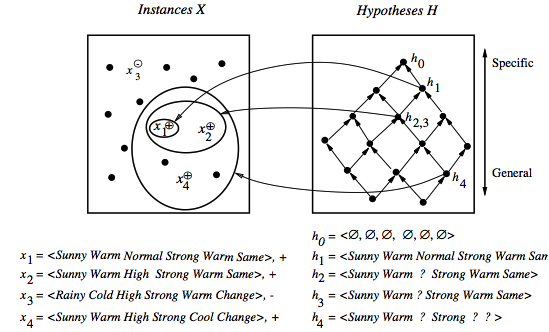 Instances X
Hypotheses H
x3 ⊖
x1 ⊕
x2 ⊕
x4 ⊕
h0
h1
h2,3
h4
Specific
General
x1 = <Sunny Warm Normal Strong Warm Same>, +
x2 = <Sunny Warm High Strong Warm Same>, +
x3 = <Rainy Cold High Strong Warm Change>, -
x4 = <Sunny Warm High Strong Cool Change>, +
h0 = <∅, ∅, ∅, ∅, ∅, ∅>
h1 = <Sunny Warm Normal Strong Warm Sam
h2 = <Sunny Warm ? Strong Warm Same>
h3 = <Sunny Warm ? Strong Warm Same>
h4 = <Sunny Warm ? Strong ? ? >